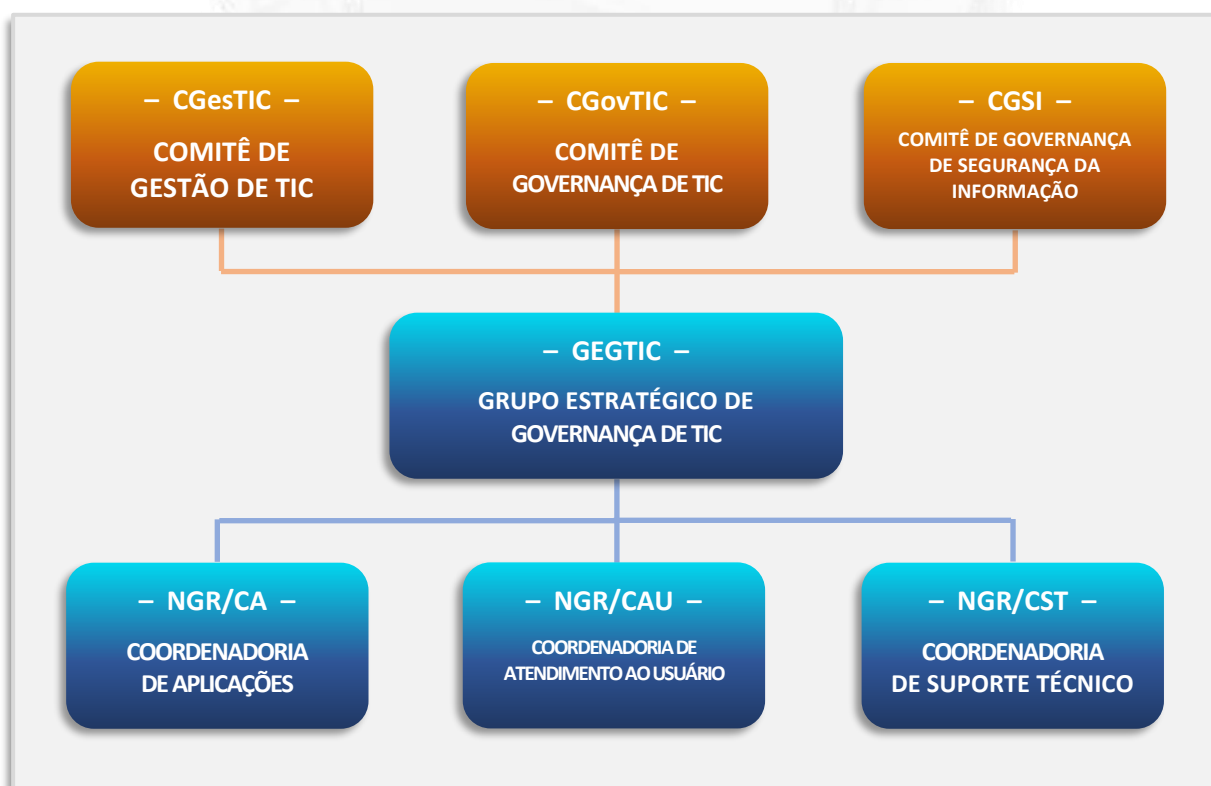 – CGesTIC –
COMITÊ DE
GESTÃO DE TIC
– CGovTIC –
COMITÊ DE
GOVERNANÇA DE TIC
– CGSI –
COMITÊ DE GOVERNANÇA
DE SEGURANÇA DA
INFORMAÇÃO
– GEGTIC –
GRUPO ESTRATÉGICO DE
GOVERNANÇA DE TIC
– NGR/CA –
COORDENADORIA
DE APLICAÇÕES
– NGR/CAU –
COORDENADORIA DE
ATENDIMENTO AO USUÁRIO
– NGR/CST –
COORDENADORIA
DE SUPORTE TÉCNICO